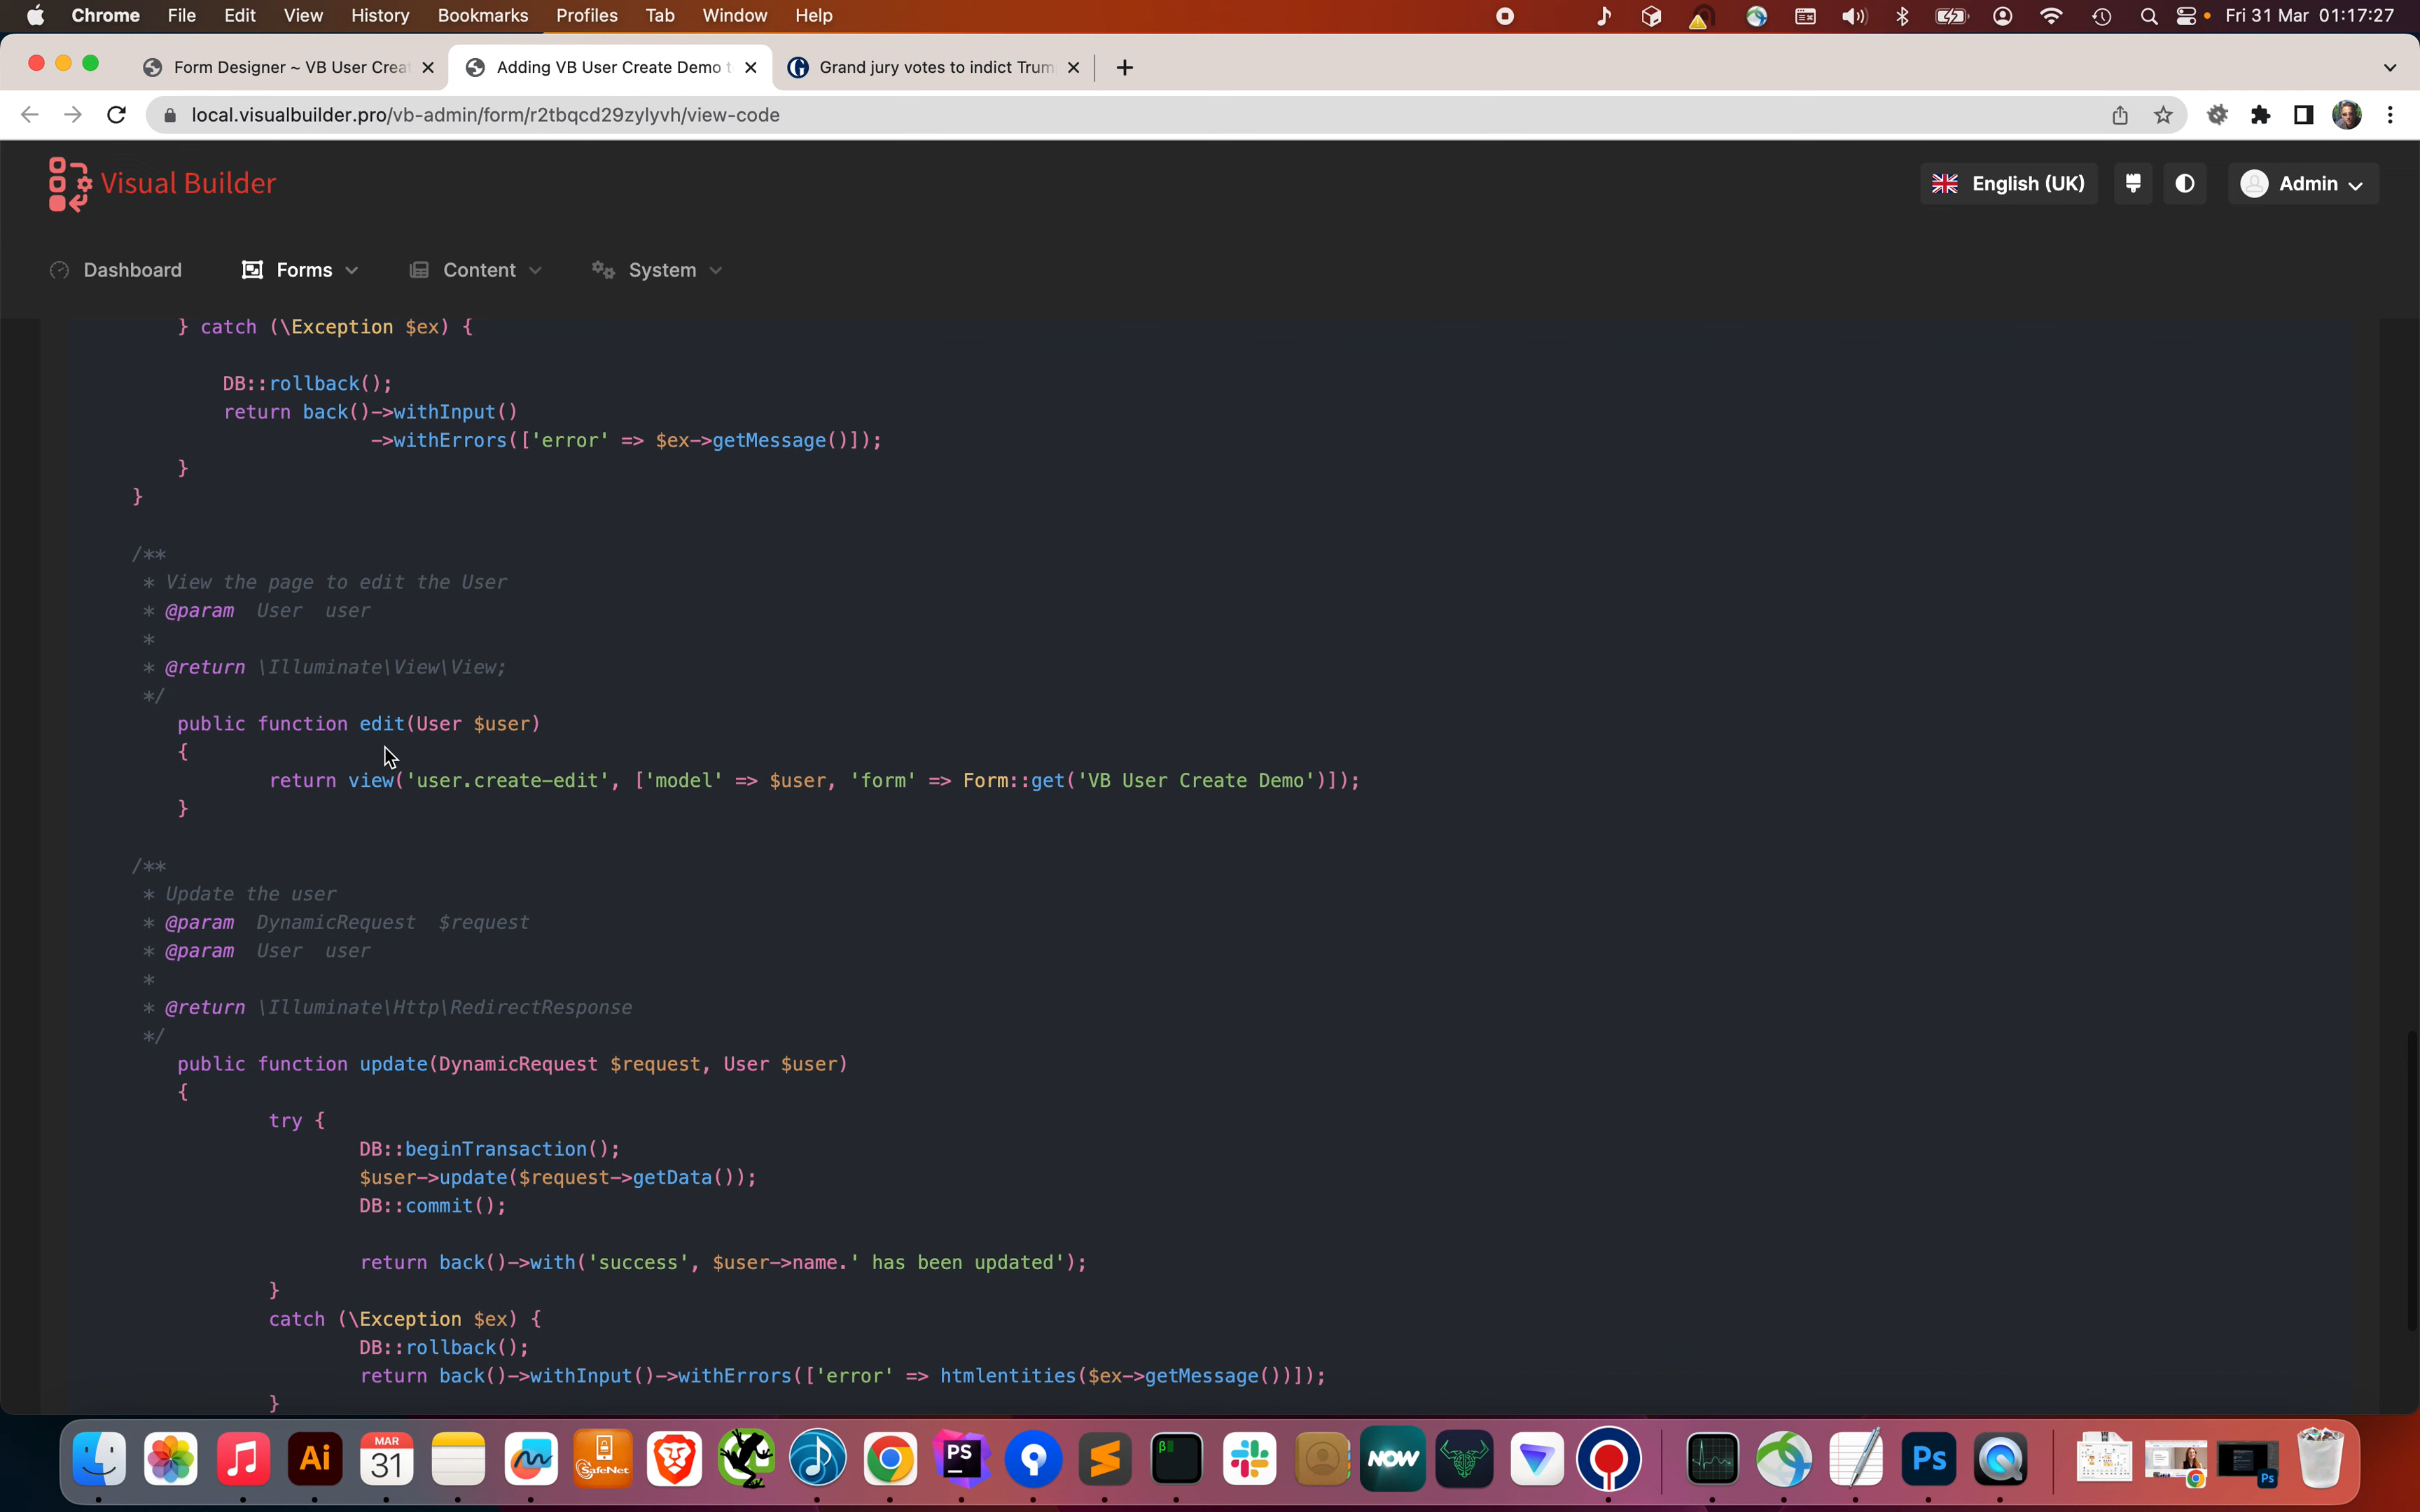 Chrome File Edit View History Bookmarks Profiles Tab Window Help Fri 31 Mar 01:17:27
Form Designer ~ VB User Crea Adding VB User Create Demo t Grand jury votes to indict Trum
local.visualbuilder.pro/vb-admin/form/r2tbqcd29zylyvh/view-code
Visual Builder English (UK) Admin
Dashboard Forms Content System
} catch (\Exception $ex) {
DB::rollback();
return back()->withInput()
->withErrors(['error' => $ex->getMessage()]);
}
}
/**
* View the page to edit the User
* @param User user
*
* @return \Illuminate\View\View;
*/
public function edit(User $user)
{
return view('user.create-edit', ['model' => $user, 'form' => Form::get('VB User Create Demo')]);
}
/**
* Update the user
* @param DynamicRequest $request
* @param User user
*
* @return \Illuminate\Http\RedirectResponse
*/
public function update(DynamicRequest $request, User $user)
{
try {
DB::beginTransaction();
$user->update($request->getData());
DB::commit();
return back()->with('success', $user->name.' has been updated');
}
catch (\Exception $ex) {
DB::rollback();
return back()->withInput()->withErrors(['error' => htmlentities($ex->getMessage())]);
}
Ai MAR 31 SafeNet PS NOW Ps Ps